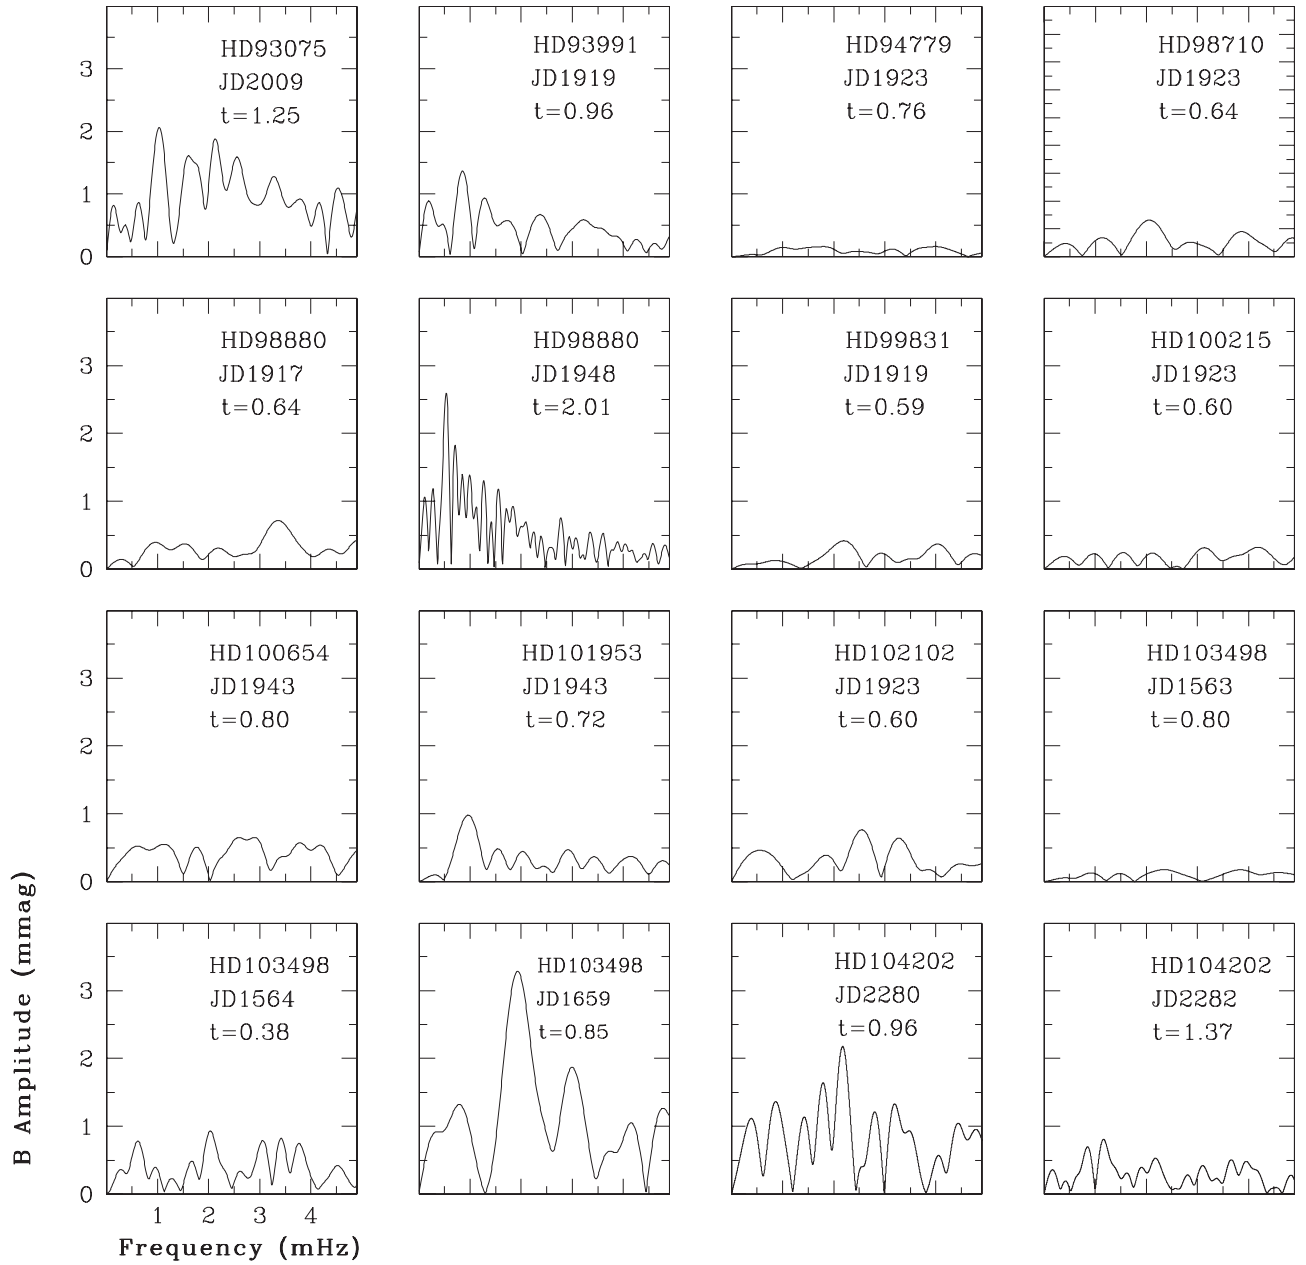 HD93075
JD2009
t=1.25
HD93991
JD1919
t=0.96
HD94779
JD1923
t=0.76
HD98710
JD1923
t=0.64
3
2
1
0
HD98880
JD1917
t=0.64
HD98880
JD1948
t=2.01
HD99831
JD1919
t=0.59
HD100215
JD1923
t=0.60
3
2
1
0
HD100654
JD1943
t=0.80
HD101953
JD1943
t=0.72
HD102102
JD1923
t=0.60
HD103498
JD1563
t=0.80
3
2
1
0
HD103498
JD1564
t=0.38
HD103498
JD1659
t=0.85
HD104202
JD2280
t=0.96
HD104202
JD2282
t=1.37
3
2
1
0
1 2 3 4
Frequency (mHz)
B Amplitude (mmag)